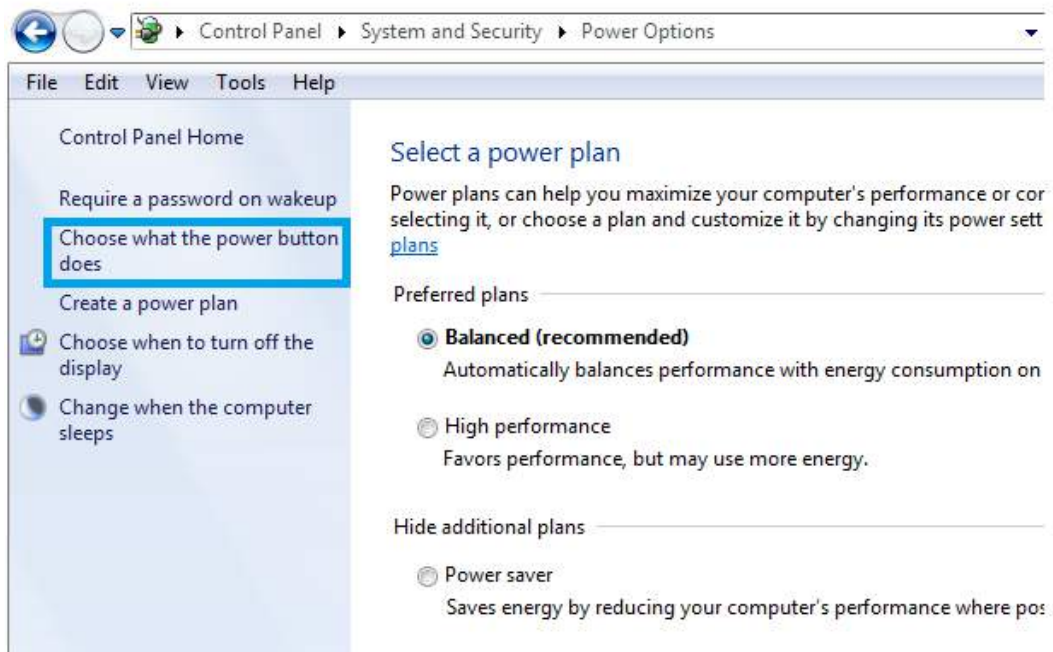 Control Panel ▸ System and Security ▸ Power Options
File Edit View Tools Help
Control Panel Home
Require a password on wakeup
Choose what the power button
does
Create a power plan
Choose when to turn off the
display
Change when the computer
sleeps
Select a power plan
Power plans can help you maximize your computer's performance or cor
selecting it, or choose a plan and customize it by changing its power sett
plans
Preferred plans
Balanced (recommended)
Automatically balances performance with energy consumption on
High performance
Favors performance, but may use more energy.
Hide additional plans
Power saver
Saves energy by reducing your computer's performance where pos